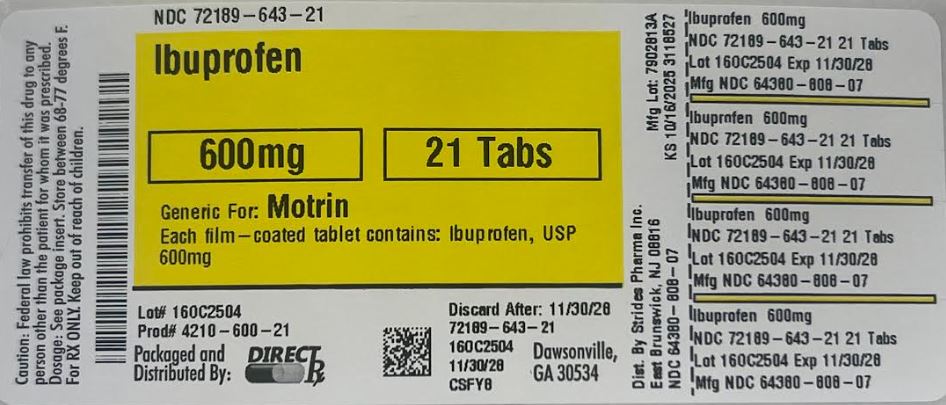 Caution:: Federal law prohibits transfer of this drug to any
person other than the patient for whom it was prescribed.
Dosage: See package insert. Store between 68-77 degrees F.
For RX ONLY. Keep out of reach of children.
NDC 72189-643-21
Ibuprofen
600mg
21 Tabs
Generic For: Motrin
Each film-coated tablet contains: Ibuprofen, USP
600mg
Lot# 160C2504
Prod# 4210-600-21
Packaged and
Distributed By:
DIRECT Rx
Discard After: 11/30/28
72189-643-21
160C2504
11/30/28
CSFY8
Dawsonville,
GA 30534
Mfg Lot: 7902813A
KS 10/16/2025 3118527
Dist. By Strides Pharma Inc.
East Brunswick, NJ 08816
NDC 64380-808-07
Ibuprofen 600mg
NDC 72189-643-21 21 Tabs
Lot 160C2504 Exp 11/30/28
Mfg NDC 64380-808-07
Ibuprofen 600mg
NDC 72189-643-21 21 Tabs
Lot 160C2504 Exp 11/30/28
Mfg NDC 64380-808-07
Ibuprofen 600mg
NDC 72189-643-21 21 Tabs
Lot 160C2504 Exp 11/30/28
Mfg NDC 64380-808-07
Ibuprofen 600mg
NDC 72189-643-21 21 Tabs
Lot 160C2504 Exp 11/30/28
Mfg NDC 64380-808-07